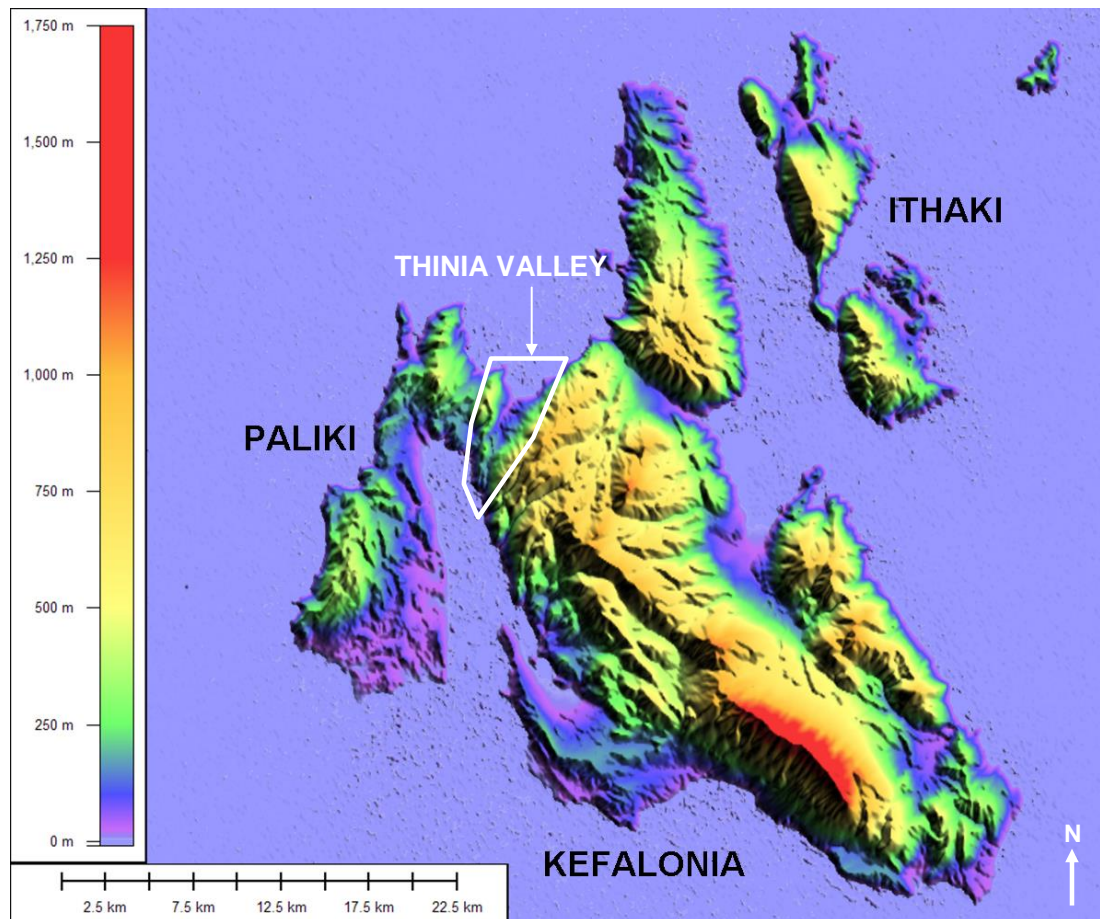 1,750 m
1,500 m
1,250 m
1,000 m
750 m
500 m
250 m
0 m
ITHAKI
THINIA VALLEY
PALIKI
KEFALONIA
N
2.5 km 7.5 km 12.5 km 17.5 km 22.5 km